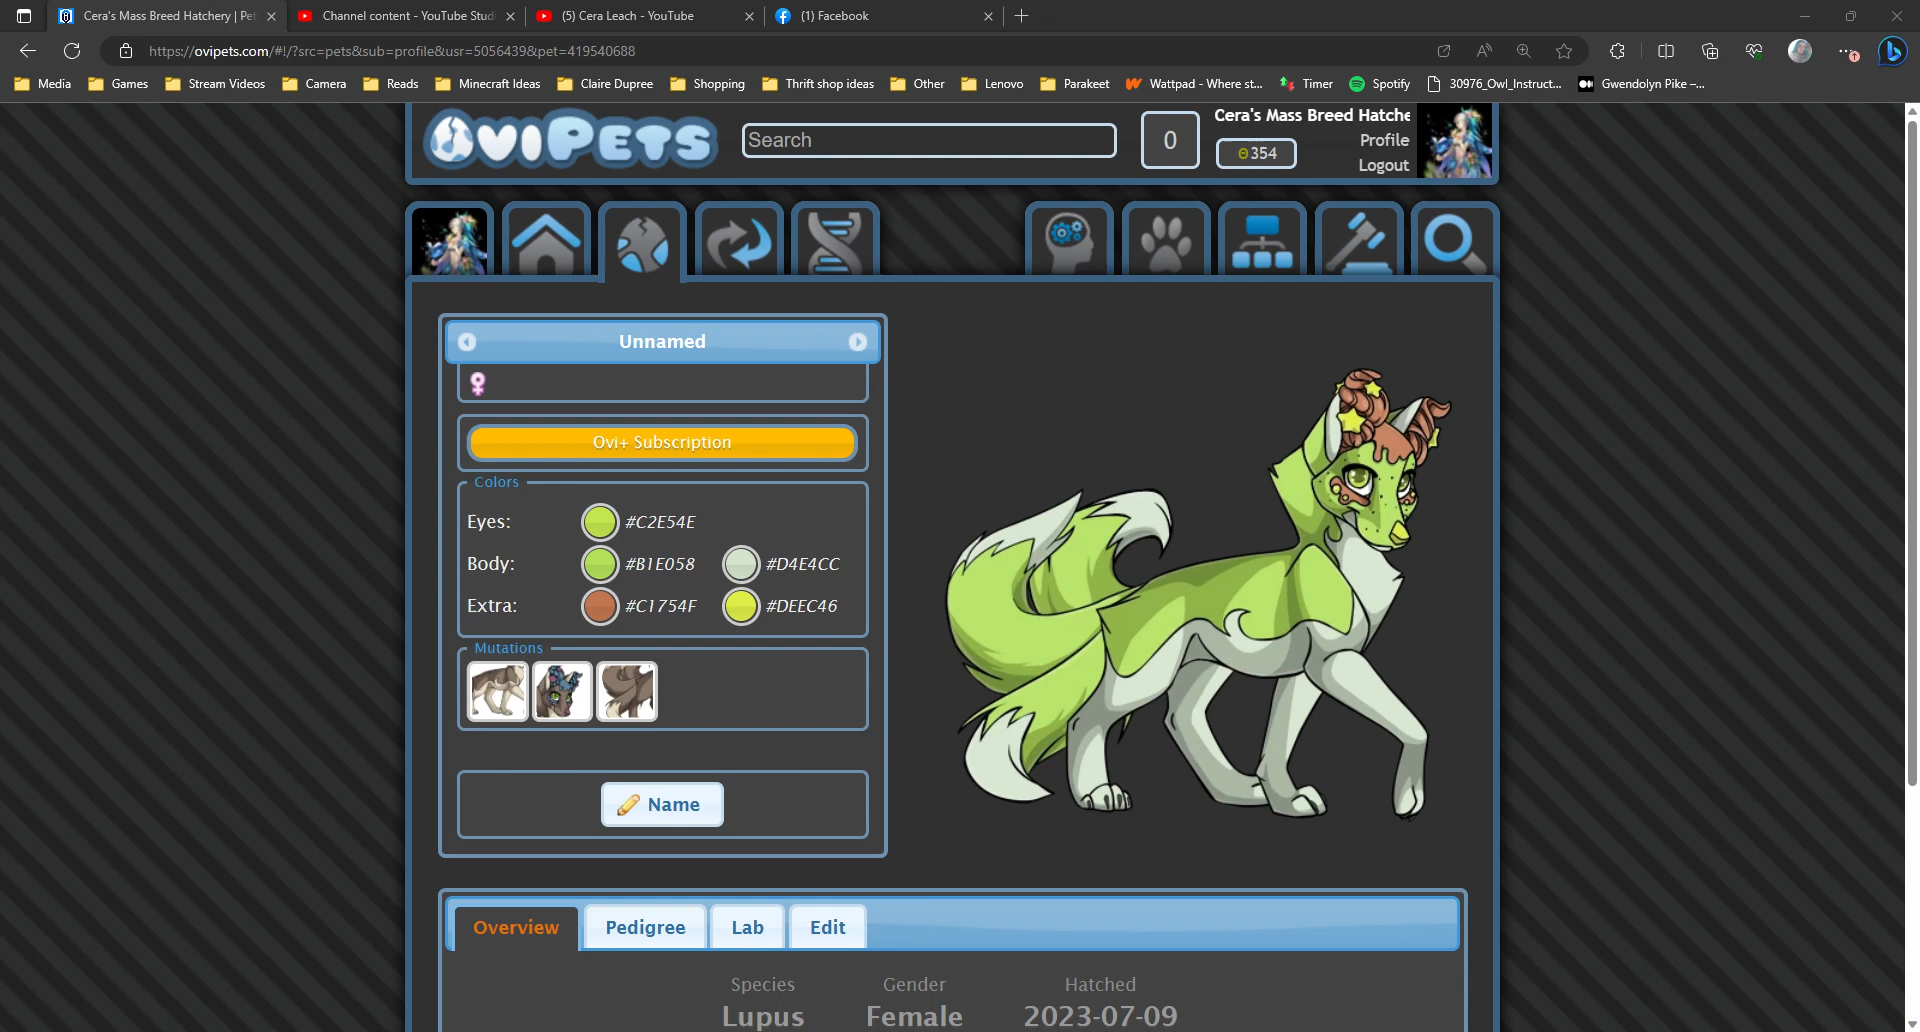 Cera's Mass Breed Hatchery | Pet
Channel content - YouTube Studi
(5) Cera Leach - YouTube
(1) Facebook
https://ovipets.com/#!/?src=pets&sub=profile&usr=5056439&pet=419540688
Media
Games
Stream Videos
Camera
Reads
Minecraft Ideas
Claire Dupree
Shopping
Thrift shop ideas
Other
Lenovo
Parakeet
Wattpad - Where st...
Timer
Spotify
30976_Owl_Instruct...
Gwendolyn Pike –...
OviPets
Search
0
Cera's Mass Breed Hatche
354
Profile
Logout
Unnamed
Ovi+ Subscription
Colors
Eyes: #C2E54E
Body: #B1E058 #D4E4CC
Extra: #C1754F #DEEC46
Mutations
Name
Overview Pedigree Lab Edit
Species Gender Hatched
Lupus Female 2023-07-09